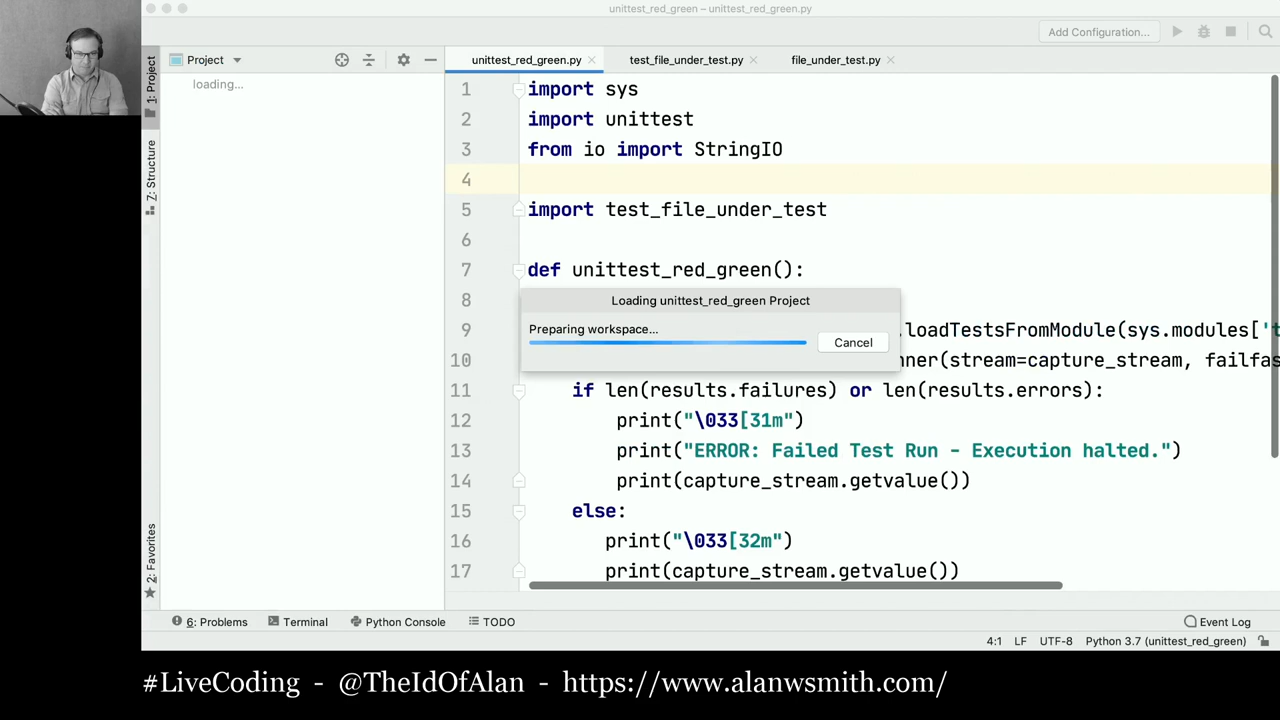 unittest_red_green – unittest_red_green.py
Add Configuration...
1: Project
Z: Structure
2: Favorites
Project
loading...
unittest_red_green.py
test_file_under_test.py
file_under_test.py
1 import sys
2 import unittest
3 from io import StringIO
4
5 import test_file_under_test
6
7 def unittest_red_green():
8
9 .loadTestsFromModule(sys.modules['t
10 nner(stream=capture_stream, failfas
11 if len(results.failures) or len(results.errors):
12 print("\033[31m")
13 print("ERROR: Failed Test Run - Execution halted.")
14 print(capture_stream.getvalue())
15 else:
16 print("\033[32m")
17 print(capture_stream.getvalue())
Loading unittest_red_green Project
Preparing workspace...
Cancel
6: Problems
Terminal
Python Console
TODO
Event Log
4:1 LF UTF-8 Python 3.7 (unittest_red_green)
#LiveCoding - @TheIdOfAlan - https://www.alanwsmith.com/